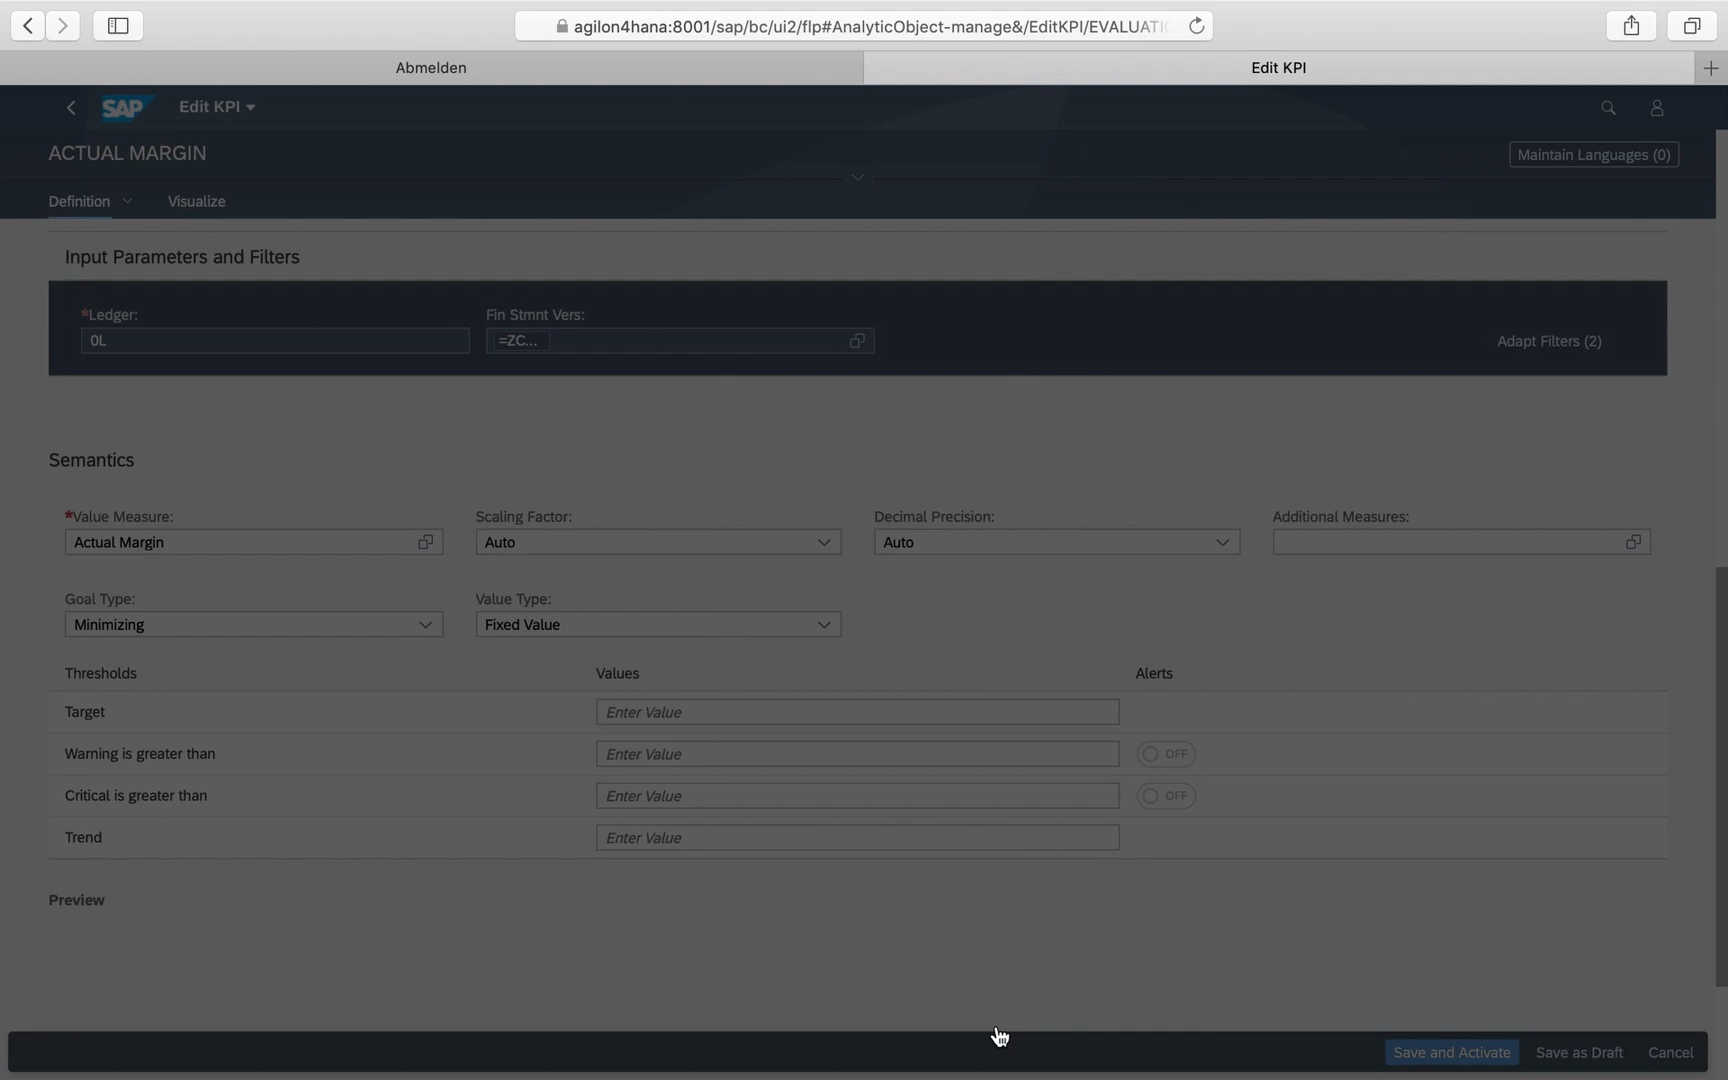 agilon4hana:8001/sap/bc/ui2/flp#AnalyticObject-manage&/EditKPI/EVALUATI
Abmelden
Edit KPI
SAP
Edit KPI
ACTUAL MARGIN
Maintain Languages (0)
Definition
Visualize
Input Parameters and Filters
*Ledger:
Fin Stmnt Vers:
0L
=ZC...
Adapt Filters (2)
Semantics
*Value Measure:
Scaling Factor:
Decimal Precision:
Additional Measures:
Actual Margin
Auto
Auto
Goal Type:
Value Type:
Minimizing
Fixed Value
Thresholds
Values
Alerts
Target
Enter Value
Warning is greater than
Enter Value
OFF
Critical is greater than
Enter Value
OFF
Trend
Enter Value
Preview
Save and Activate
Save as Draft
Cancel